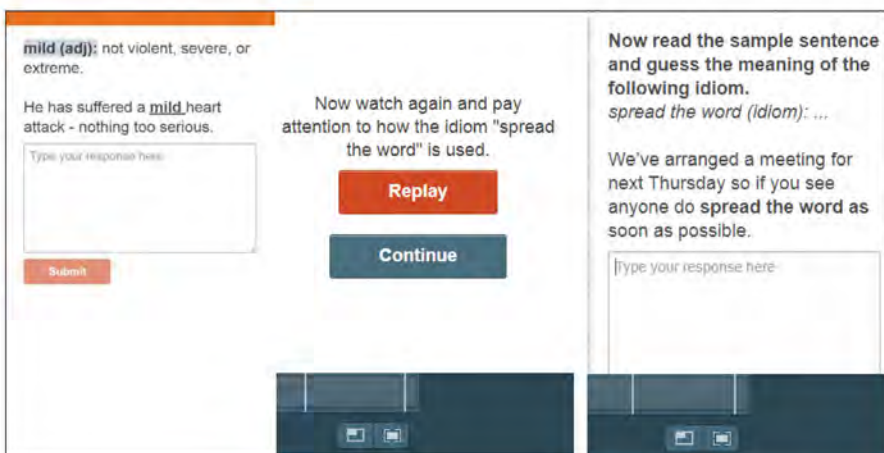 mild (adj): not violent, severe, or
extreme.
He has suffered a mild heart
attack - nothing too serious.
Type your response here
Submit
Now watch again and pay
attention to how the idiom "spread
the word" is used.
Replay
Continue
Now read the sample sentence
and guess the meaning of the
following idiom.
spread the word (idiom): ...
We've arranged a meeting for
next Thursday so if you see
anyone do spread the word as
soon as possible.
Type your response here